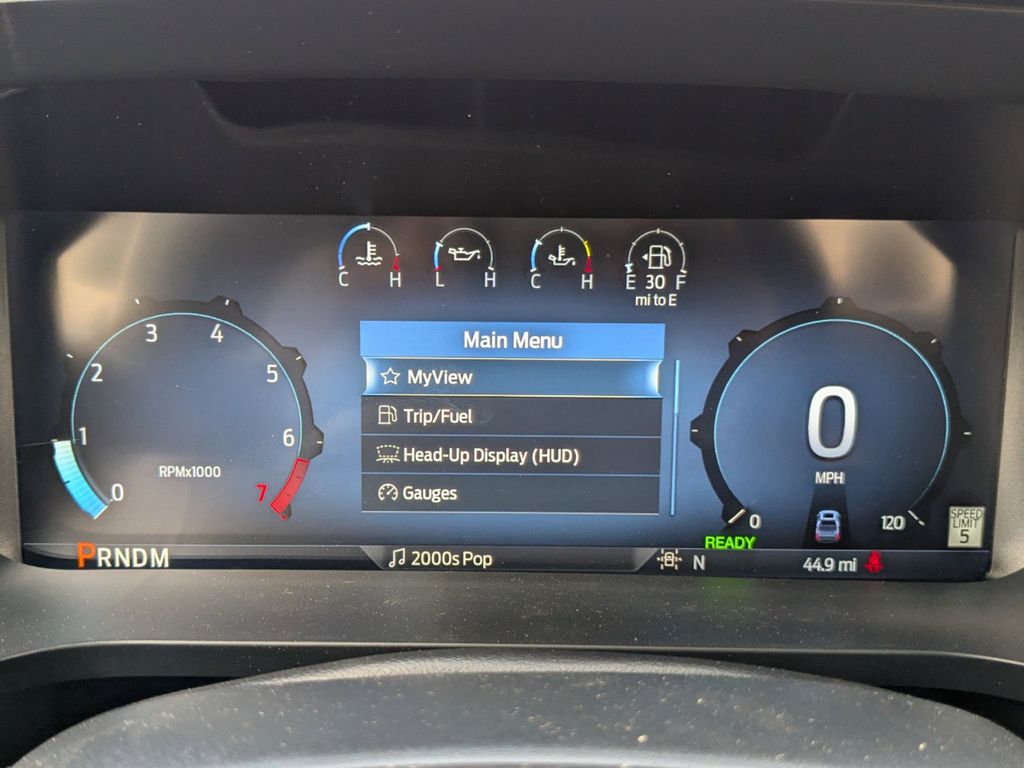 C H L H C H E 30 F
mi to E
Main Menu
MyView
Trip/Fuel
Head-Up Display (HUD)
Gauges
0 1 2 3 4 5 6 7
RPMx1000
0
MPH
0 120
SPEED
LIMIT
5
READY
PRNDM
2000s Pop
N
44.9 mi